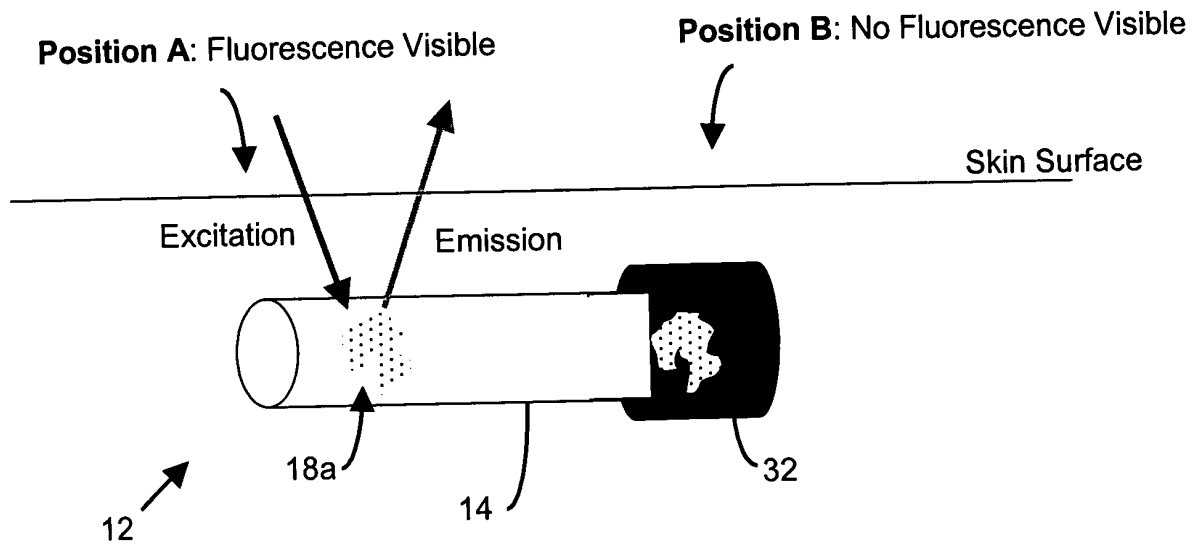 Position A: Fluorescence Visible
Position B: No Fluorescence Visible
Skin Surface
Excitation
Emission
18a
14
32
12